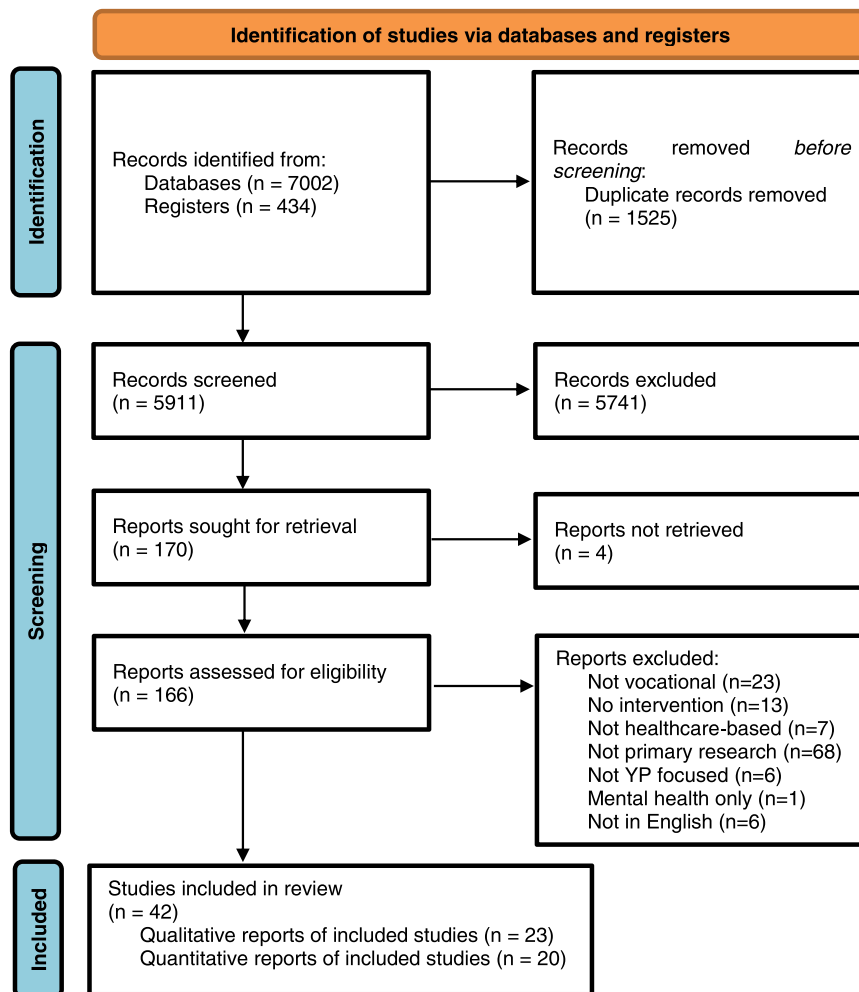 Identification of studies via databases and registers
Identification
Records identified from:
Databases (n = 7002)
Registers (n = 434)
Records removed before
screening:
Duplicate records removed
(n = 1525)
Screening
Records screened
(n = 5911)
Records excluded
(n = 5741)
Reports sought for retrieval
(n = 170)
Reports not retrieved
(n = 4)
Reports assessed for eligibility
(n = 166)
Reports excluded:
Not vocational (n=23)
No intervention (n=13)
Not healthcare-based (n=7)
Not primary research (n=68)
Not YP focused (n=6)
Mental health only (n=1)
Not in English (n=6)
Included
Studies included in review
(n = 42)
Qualitative reports of included studies (n = 23)
Quantitative reports of included studies (n = 20)